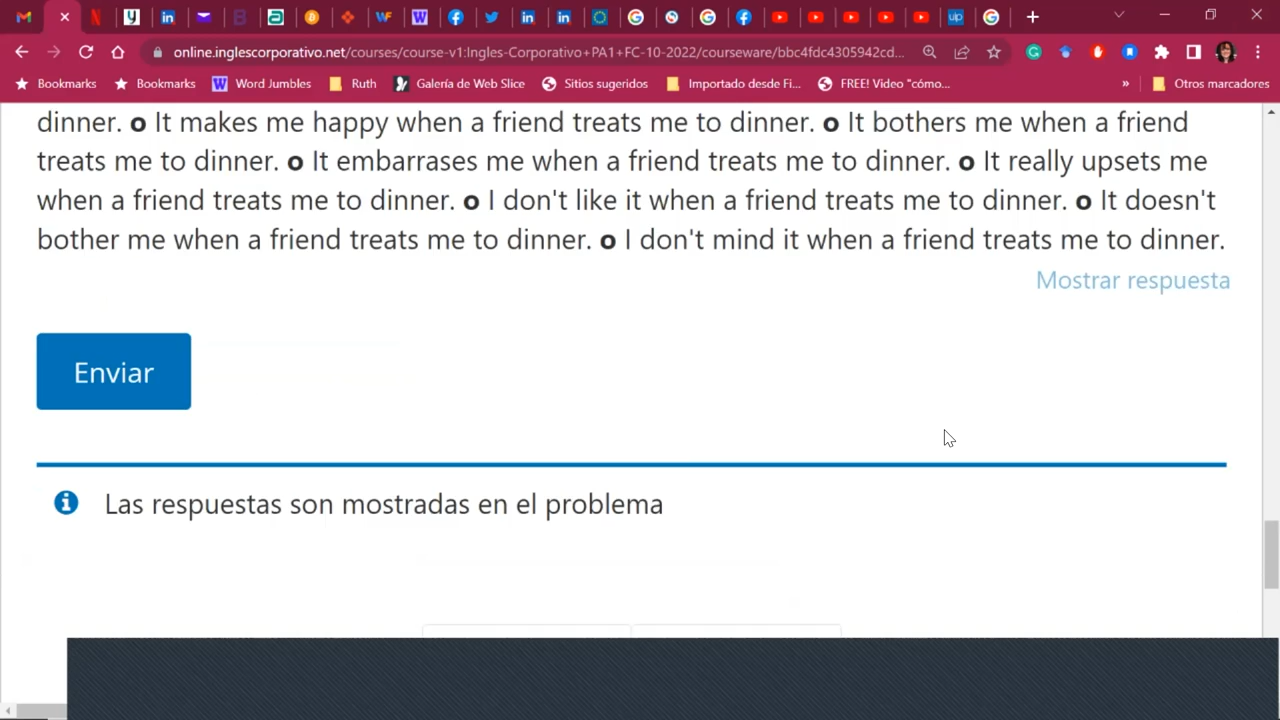 online.inglescorporativo.net/courses/course-v1:Ingles-Corporativo+PA1+FC-10-2022/courseware/bbc4fdc4305942cd...
Bookmarks Bookmarks Word Jumbles Ruth Galería de Web Slice Sitios sugeridos Importado desde Fi... FREE! Video "cómo... » Otros marcadores
dinner. o It makes me happy when a friend treats me to dinner. o It bothers me when a friend
treats me to dinner. o It embarrases me when a friend treats me to dinner. o It really upsets me
when a friend treats me to dinner. o I don't like it when a friend treats me to dinner. o It doesn't
bother me when a friend treats me to dinner. o I don't mind it when a friend treats me to dinner.
Mostrar respuesta
Enviar
Las respuestas son mostradas en el problema